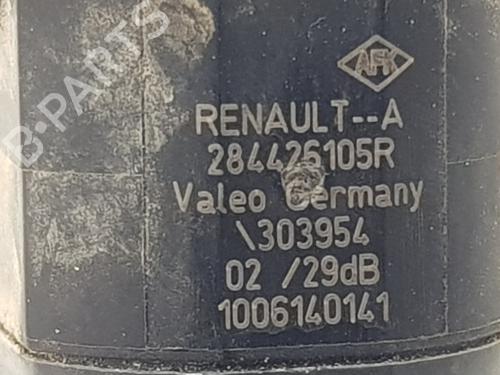 B-PARTS
AFK
RENAULT--A
284426105R
Valeo Germany
\303954
02 /29dB
1006140141